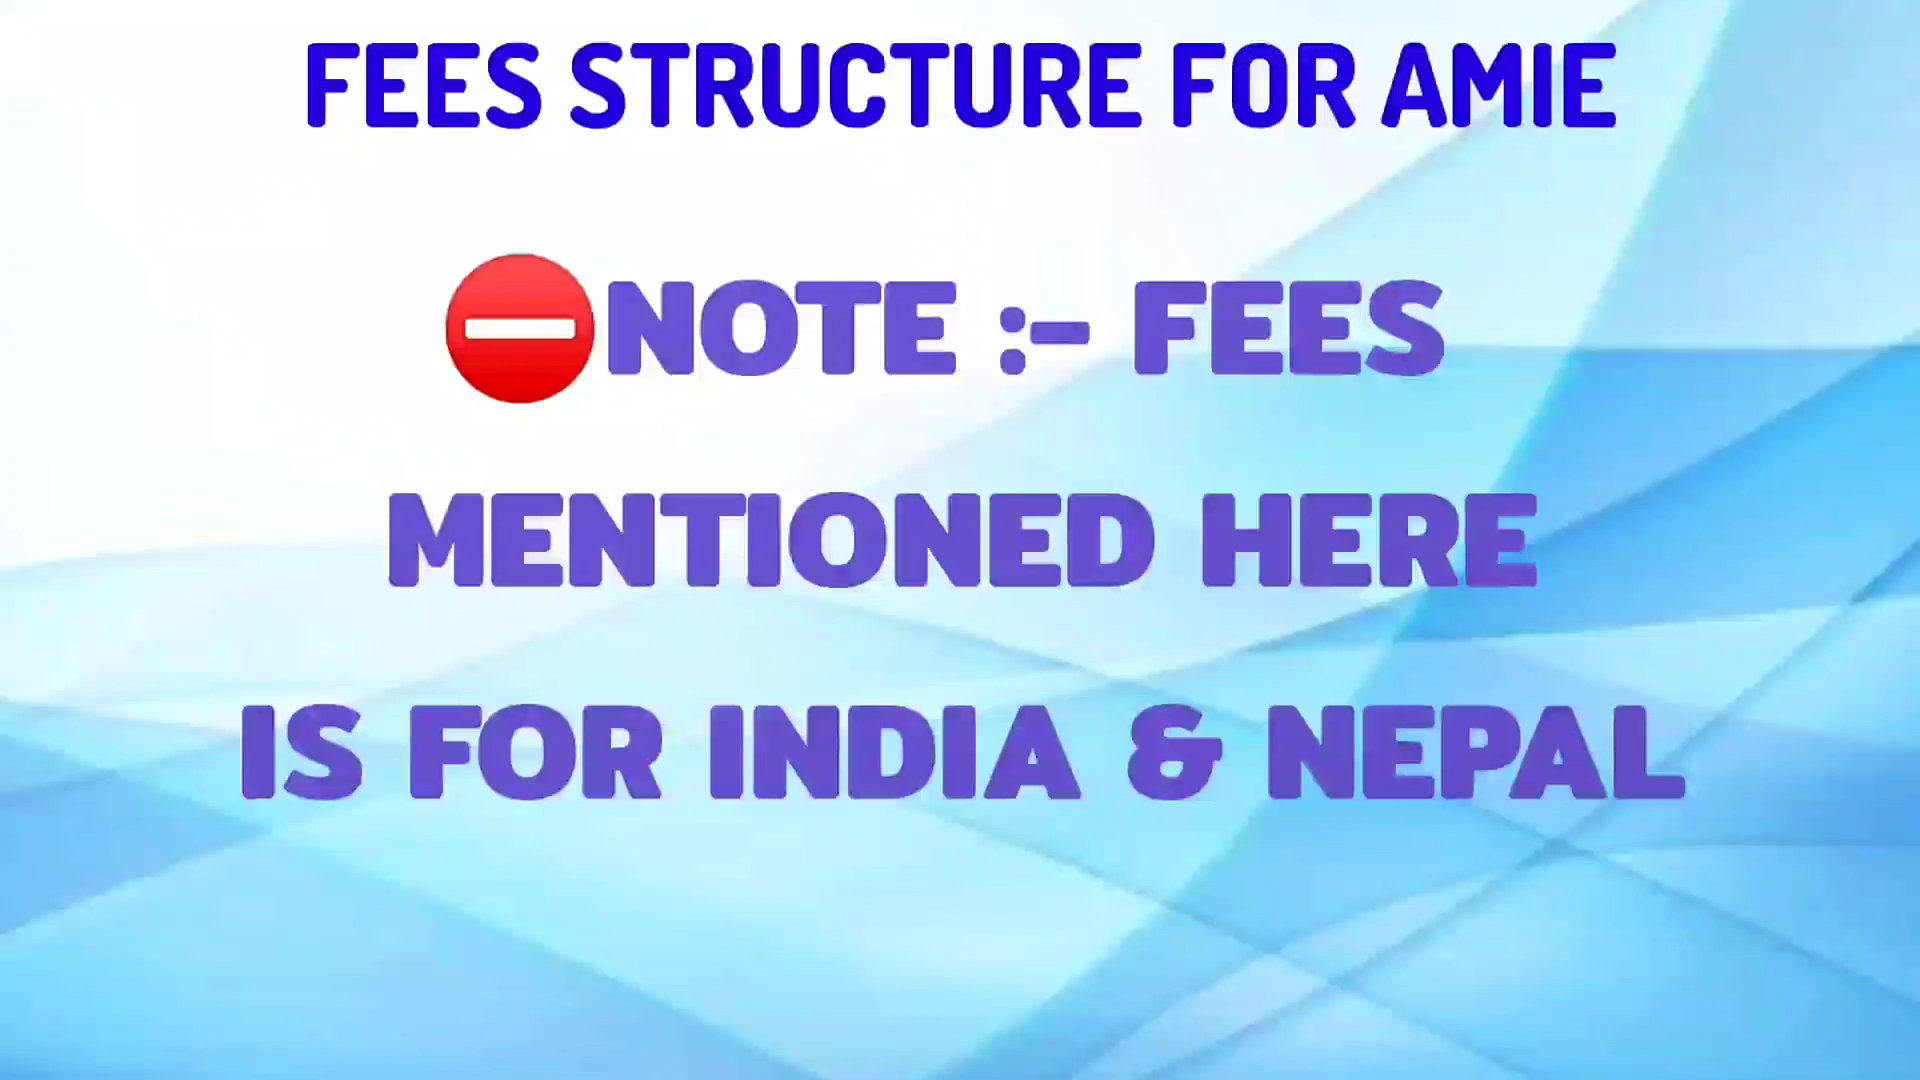 FEES STRUCTURE FOR AMIE
⛔NOTE :- FEES
MENTIONED HERE
IS FOR INDIA & NEPAL